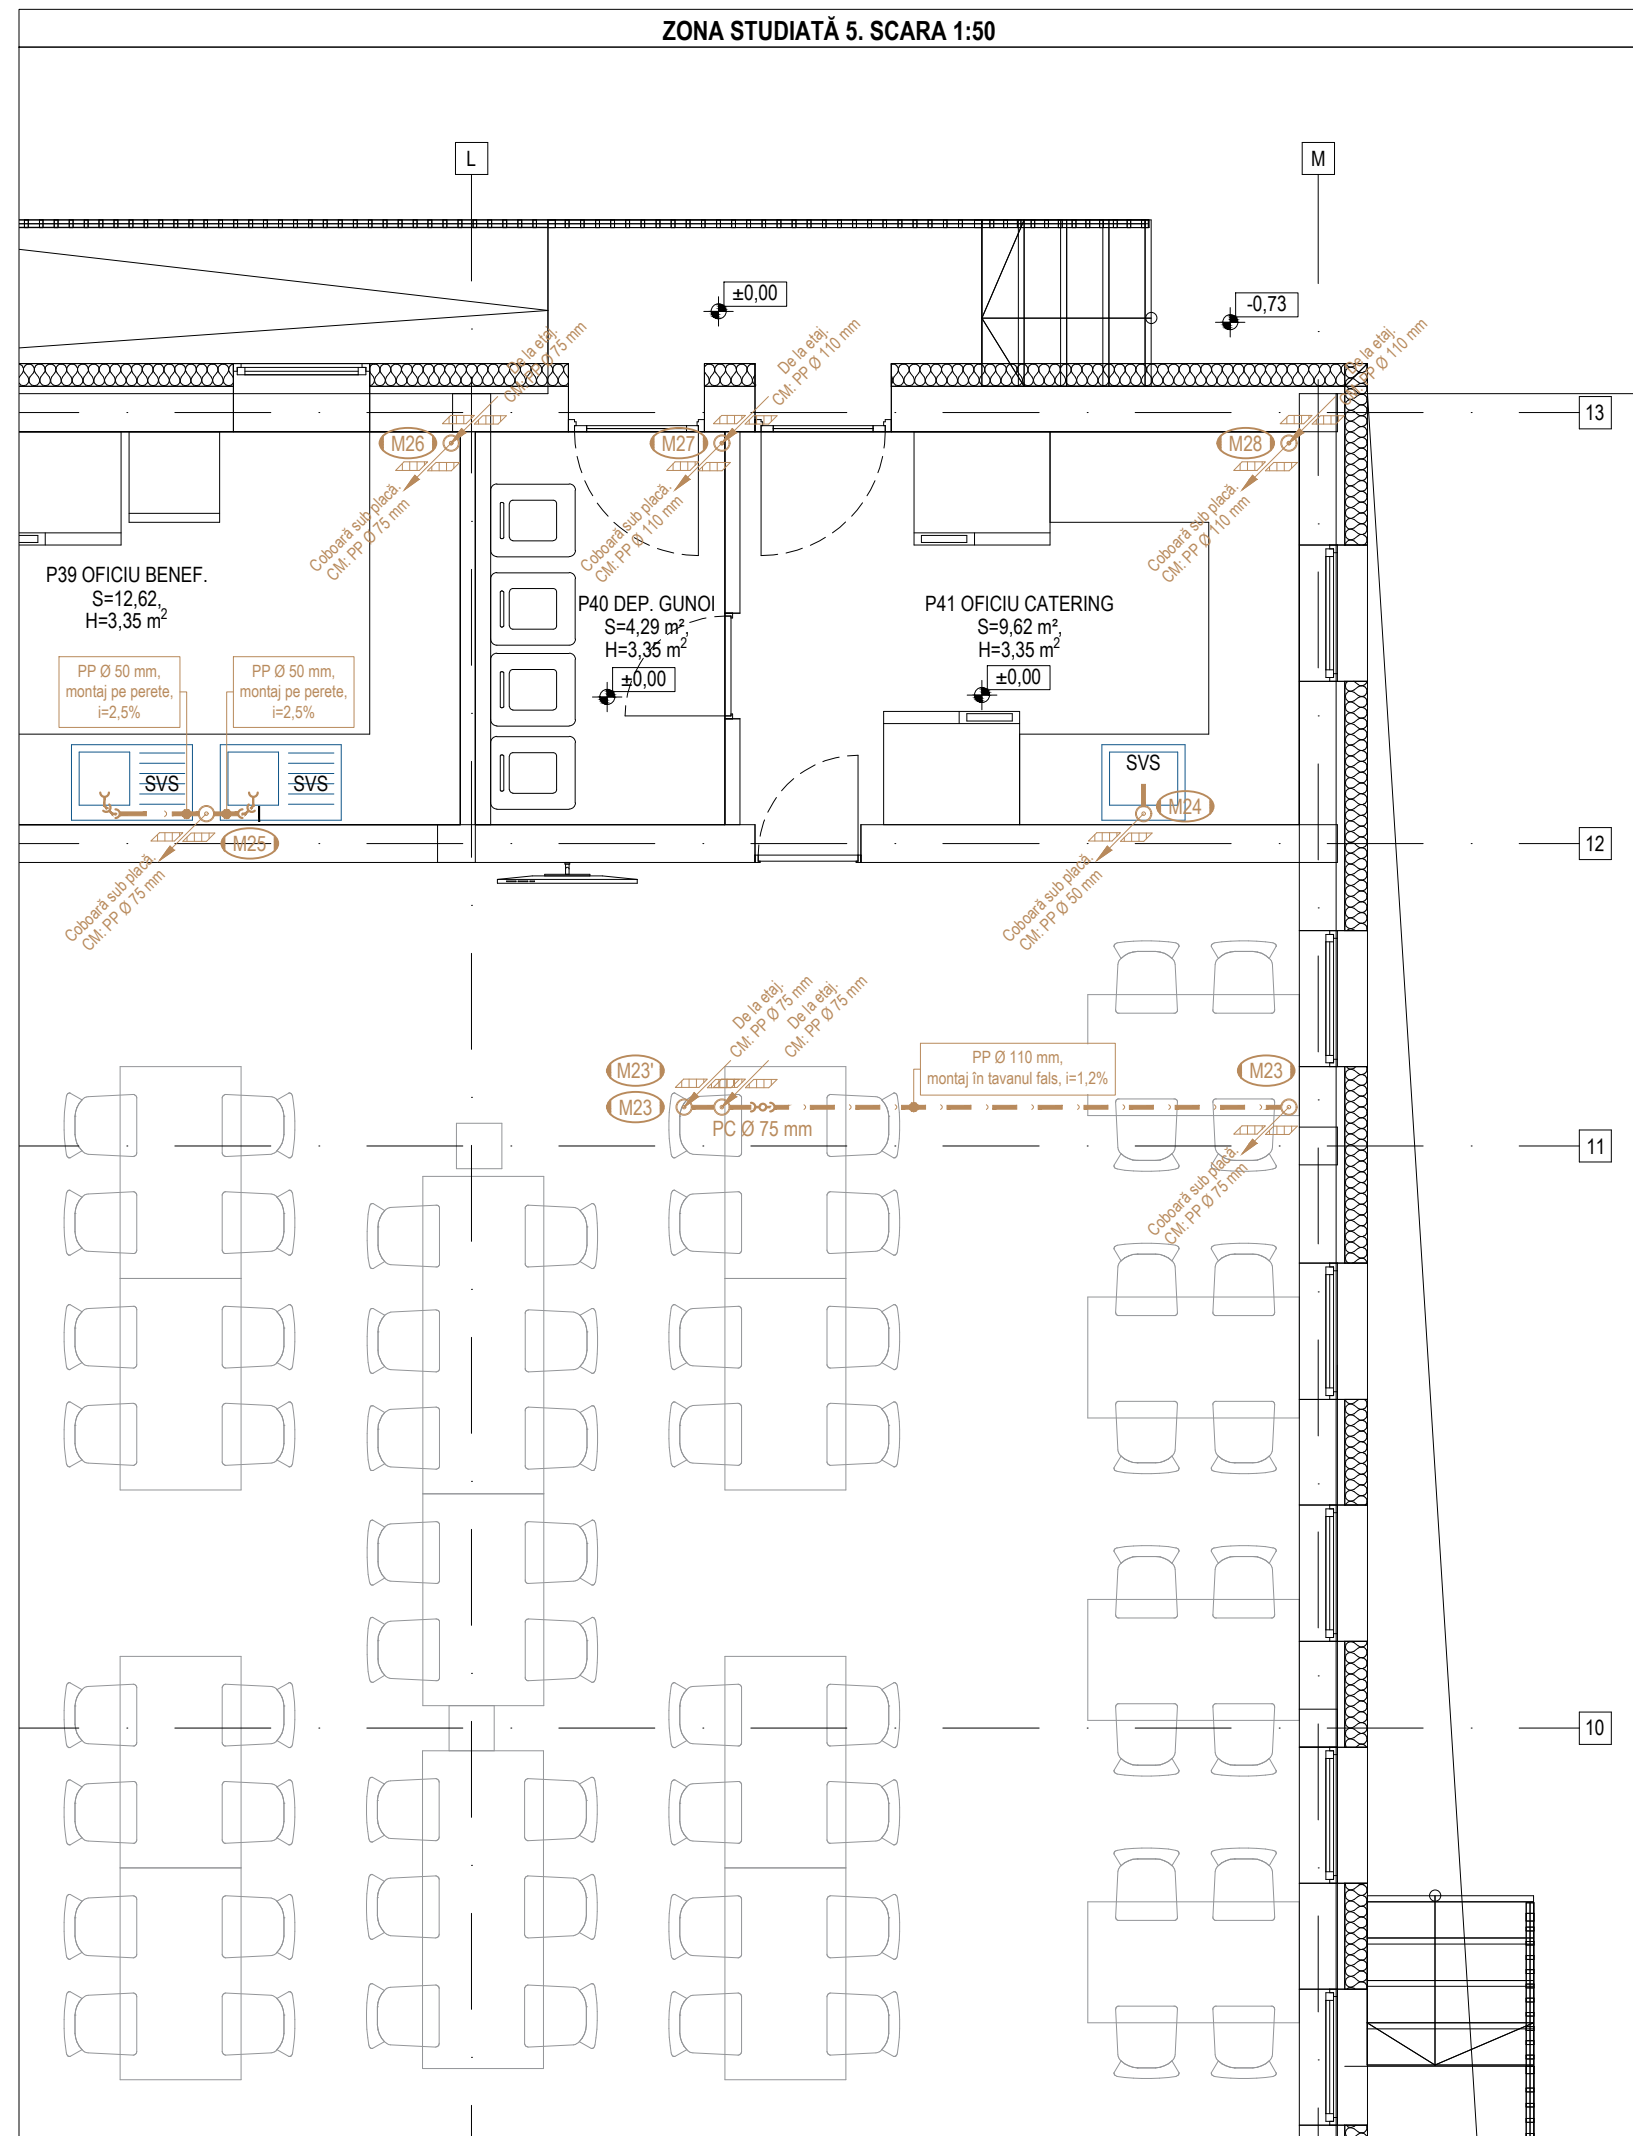 ZONA STUDIATĂ 5. SCARA 1:50
L
M
±0,00
-0,73
De la etaj.
CM: PP Ø 75 mm
De la etaj.
CM: PP Ø 110 mm
De la etaj.
CM: PP Ø 110 mm
13
M26
M27
M28
Coboară sub placă.
CM: PP Ø 75 mm
Coboară sub placă.
CM: PP Ø 110 mm
Coboară sub placă.
CM: PP Ø 110 mm
P39 OFICIU BENEF.
S=12,62,
H=3,35 m²
P40 DEP. GUNOI
S=4,29 m²,
H=3,35 m²
±0,00
P41 OFICIU CATERING
S=9,62 m²,
H=3,35 m²
±0,00
PP Ø 50 mm,
montaj pe perete,
i=2,5%
PP Ø 50 mm,
montaj pe perete,
i=2,5%
SVS
SVS
SVS
M24
M25
12
Coboară sub placă.
CM: PP Ø 75 mm
Coboară sub placă.
CM: PP Ø 50 mm
De la etaj.
CM: PP Ø 75 mm
De la etaj.
CM: PP Ø 75 mm
M23'
M23
PP Ø 110 mm,
montaj în tavanul fals, i=1,2%
M23
PC Ø 75 mm
11
Coboară sub placă.
CM: PP Ø 75 mm
10